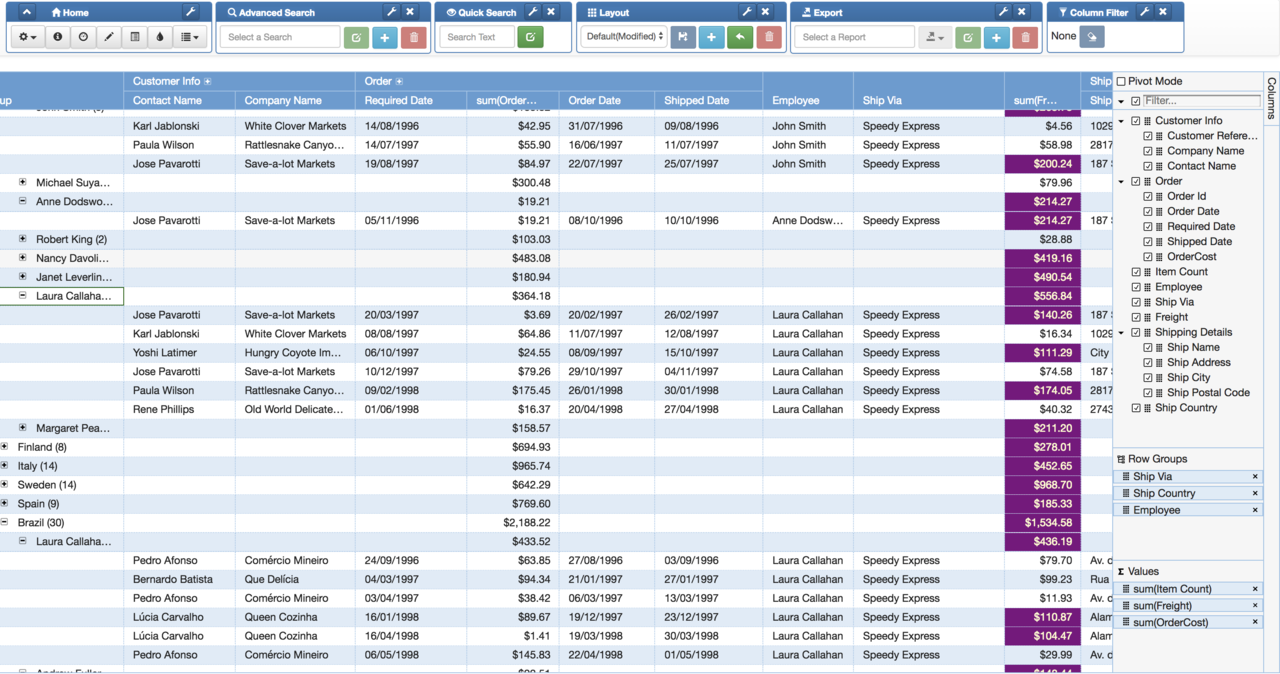 Home
Advanced Search
Quick Search
Layout
Export
Column Filter
Select a Search
Search Text
Default(Modified)
Select a Report
None
Customer Info
Order
Ship
up
Contact Name
Company Name
Required Date
sum(Order...
Order Date
Shipped Date
Employee
Ship Via
sum(Fr...
Ship
Karl Jablonski White Clover Markets 14/08/1996 $42.95 31/07/1996 09/08/1996 John Smith Speedy Express $4.56 1029
Paula Wilson Rattlesnake Canyo... 14/07/1996 $55.90 16/06/1996 11/07/1996 John Smith Speedy Express $58.98 2817
Jose Pavarotti Save-a-lot Markets 19/08/1996 $84.97 22/07/1996 25/07/1996 John Smith Speedy Express $200.24 187
Michael Suya... $300.48 $79.96
Anne Dodswo... $19.21 $214.27
Jose Pavarotti Save-a-lot Markets 05/11/1996 $19.21 08/10/1996 10/10/1996 Anne Dodsw... Speedy Express $214.27 187
Robert King (2) $103.03 $28.88
Nancy Davoli... $483.08 $419.16
Janet Leverlin... $180.94 $490.54
Laura Callaha... $364.18 $556.84
Jose Pavarotti Save-a-lot Markets 20/03/1997 $3.69 20/02/1997 26/02/1997 Laura Callahan Speedy Express $140.26 187
Karl Jablonski White Clover Markets 08/08/1997 $64.86 11/07/1997 12/08/1997 Laura Callahan Speedy Express $16.34 1029
Yoshi Latimer Hungry Coyote Im... 06/10/1997 $24.55 08/09/1997 15/10/1997 Laura Callahan Speedy Express $111.29 City
Jose Pavarotti Save-a-lot Markets 10/12/1997 $79.26 29/10/1997 04/11/1997 Laura Callahan Speedy Express $74.58 187
Paula Wilson Rattlesnake Canyo... 09/02/1998 $175.45 26/01/1998 30/01/1998 Laura Callahan Speedy Express $174.05 2817
Rene Phillips Old World Delicate... 01/06/1998 $16.37 20/04/1998 27/04/1998 Laura Callahan Speedy Express $40.32 2743
Margaret Pea... $158.57 $211.20
Finland (8) $694.93 $278.01
Italy (14) $965.74 $452.65
Sweden (14) $642.29 $968.70
Spain (9) $769.60 $185.33
Brazil (30) $2,188.22 $1,534.58
Laura Callaha... $433.52 $436.19
Pedro Afonso Comércio Mineiro 24/09/1996 $63.85 27/08/1996 03/09/1996 Laura Callahan Speedy Express $79.70 Av. d
Bernardo Batista Que Delícia 04/03/1997 $94.34 21/01/1997 27/01/1997 Laura Callahan Speedy Express $99.23 Rua
Pedro Afonso Comércio Mineiro 03/04/1997 $38.42 06/03/1997 13/03/1997 Laura Callahan Speedy Express $11.93 Av. d
Lúcia Carvalho Queen Cozinha 16/01/1998 $89.67 19/12/1997 23/12/1997 Laura Callahan Speedy Express $110.87 Alam
Lúcia Carvalho Queen Cozinha 16/04/1998 $1.41 19/03/1998 30/03/1998 Laura Callahan Speedy Express $104.47 Alam
Pedro Afonso Comércio Mineiro 06/05/1998 $145.83 22/04/1998 01/05/1998 Laura Callahan Speedy Express $29.99 Av. d
Pivot Mode
Filter...
Customer Info
Customer Refere...
Company Name
Contact Name
Order
Order Id
Order Date
Required Date
Shipped Date
OrderCost
Item Count
Employee
Ship Via
Freight
Shipping Details
Ship Name
Ship Address
Ship City
Ship Postal Code
Ship Country
Columns
Row Groups
Ship Via
Ship Country
Employee
Σ Values
sum(Item Count)
sum(Freight)
sum(OrderCost)